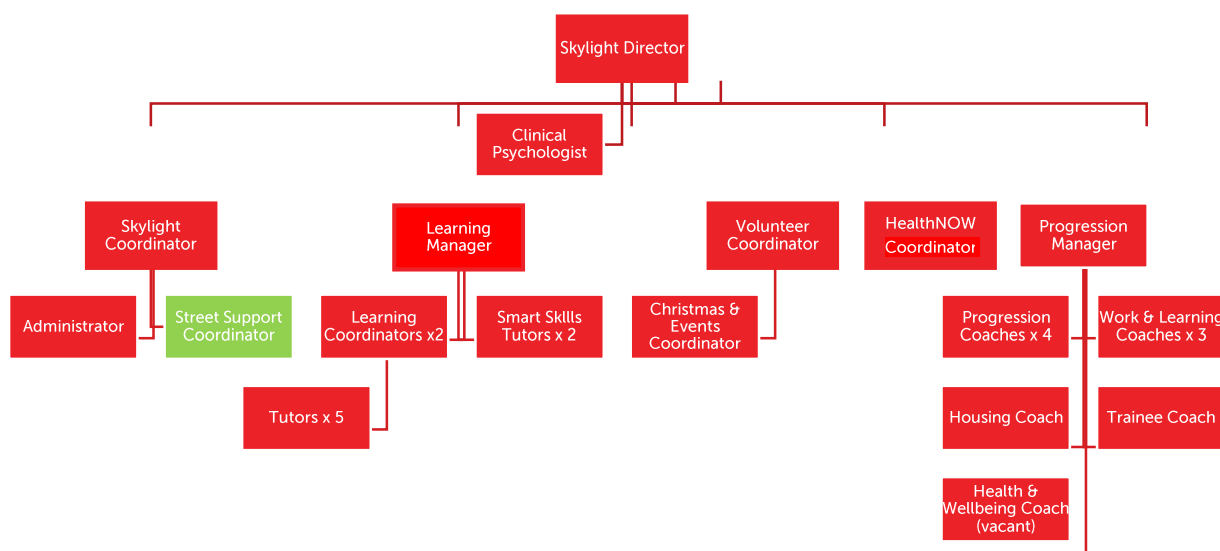 Skylight Director
Clinical
Psychologist
Skylight
Coordinator
Learning
Manager
Volunteer
Coordinator
HealthNOW
Coordinator
Progression
Manager
Administrator
Street Support
Coordinator
Learning
Coordinators x2
Smart Skllls
Tutors x 2
Christmas &
Events
Coordinator
Progression
Coaches x 4
Work & Learning
Coaches x 3
Tutors x 5
Housing Coach
Trainee Coach
Health &
Wellbeing Coach
(vacant)